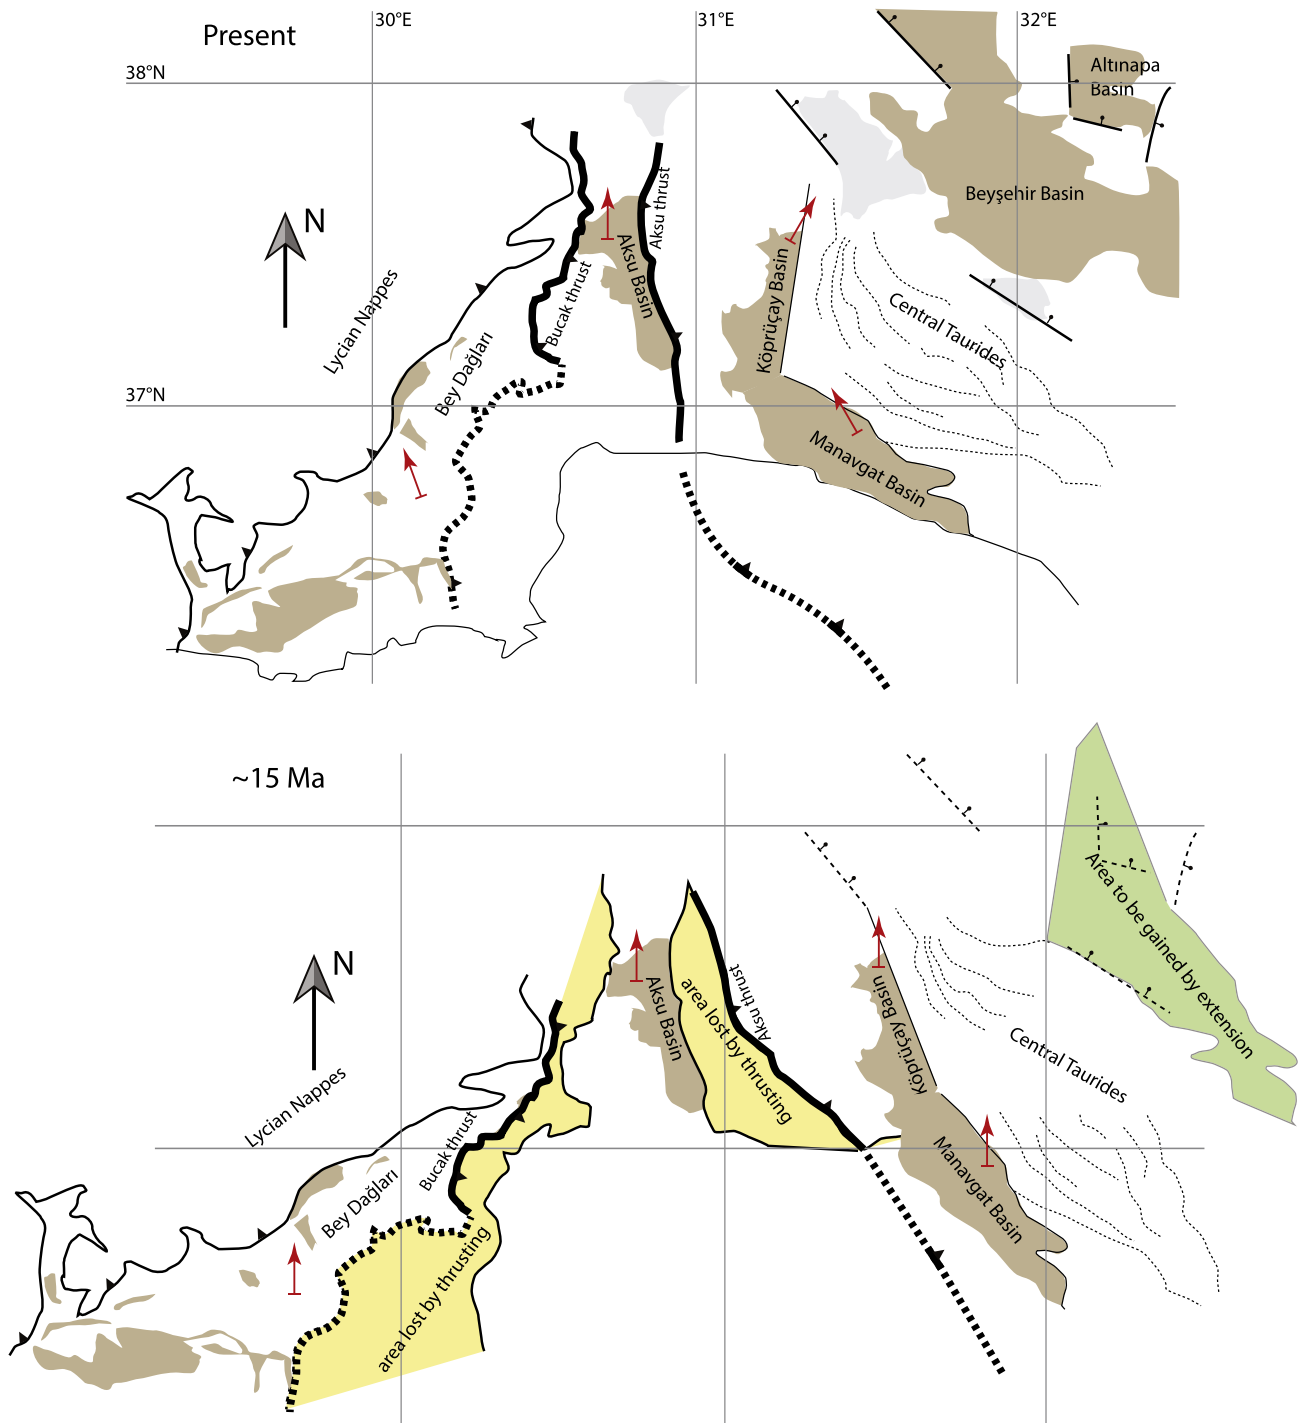 Present
30°E
31°E
32°E
38°N
Altınapa
Basin
Beyşehir Basin
Aksu thrust
N
Aksu Basin
Köprüçay Basin
Bucak thrust
Lycian Nappes
Central Taurides
Bey Dağları
37°N
Manavgat Basin
~15 Ma
Area to be gained by extension
N
Aksu thrust
Aksu Basin
area lost by thrusting
Köprüçay Basin
Central Taurides
Lycian Nappes
Bucak thrust
Bey Dağları
Manavgat Basin
area lost by thrusting